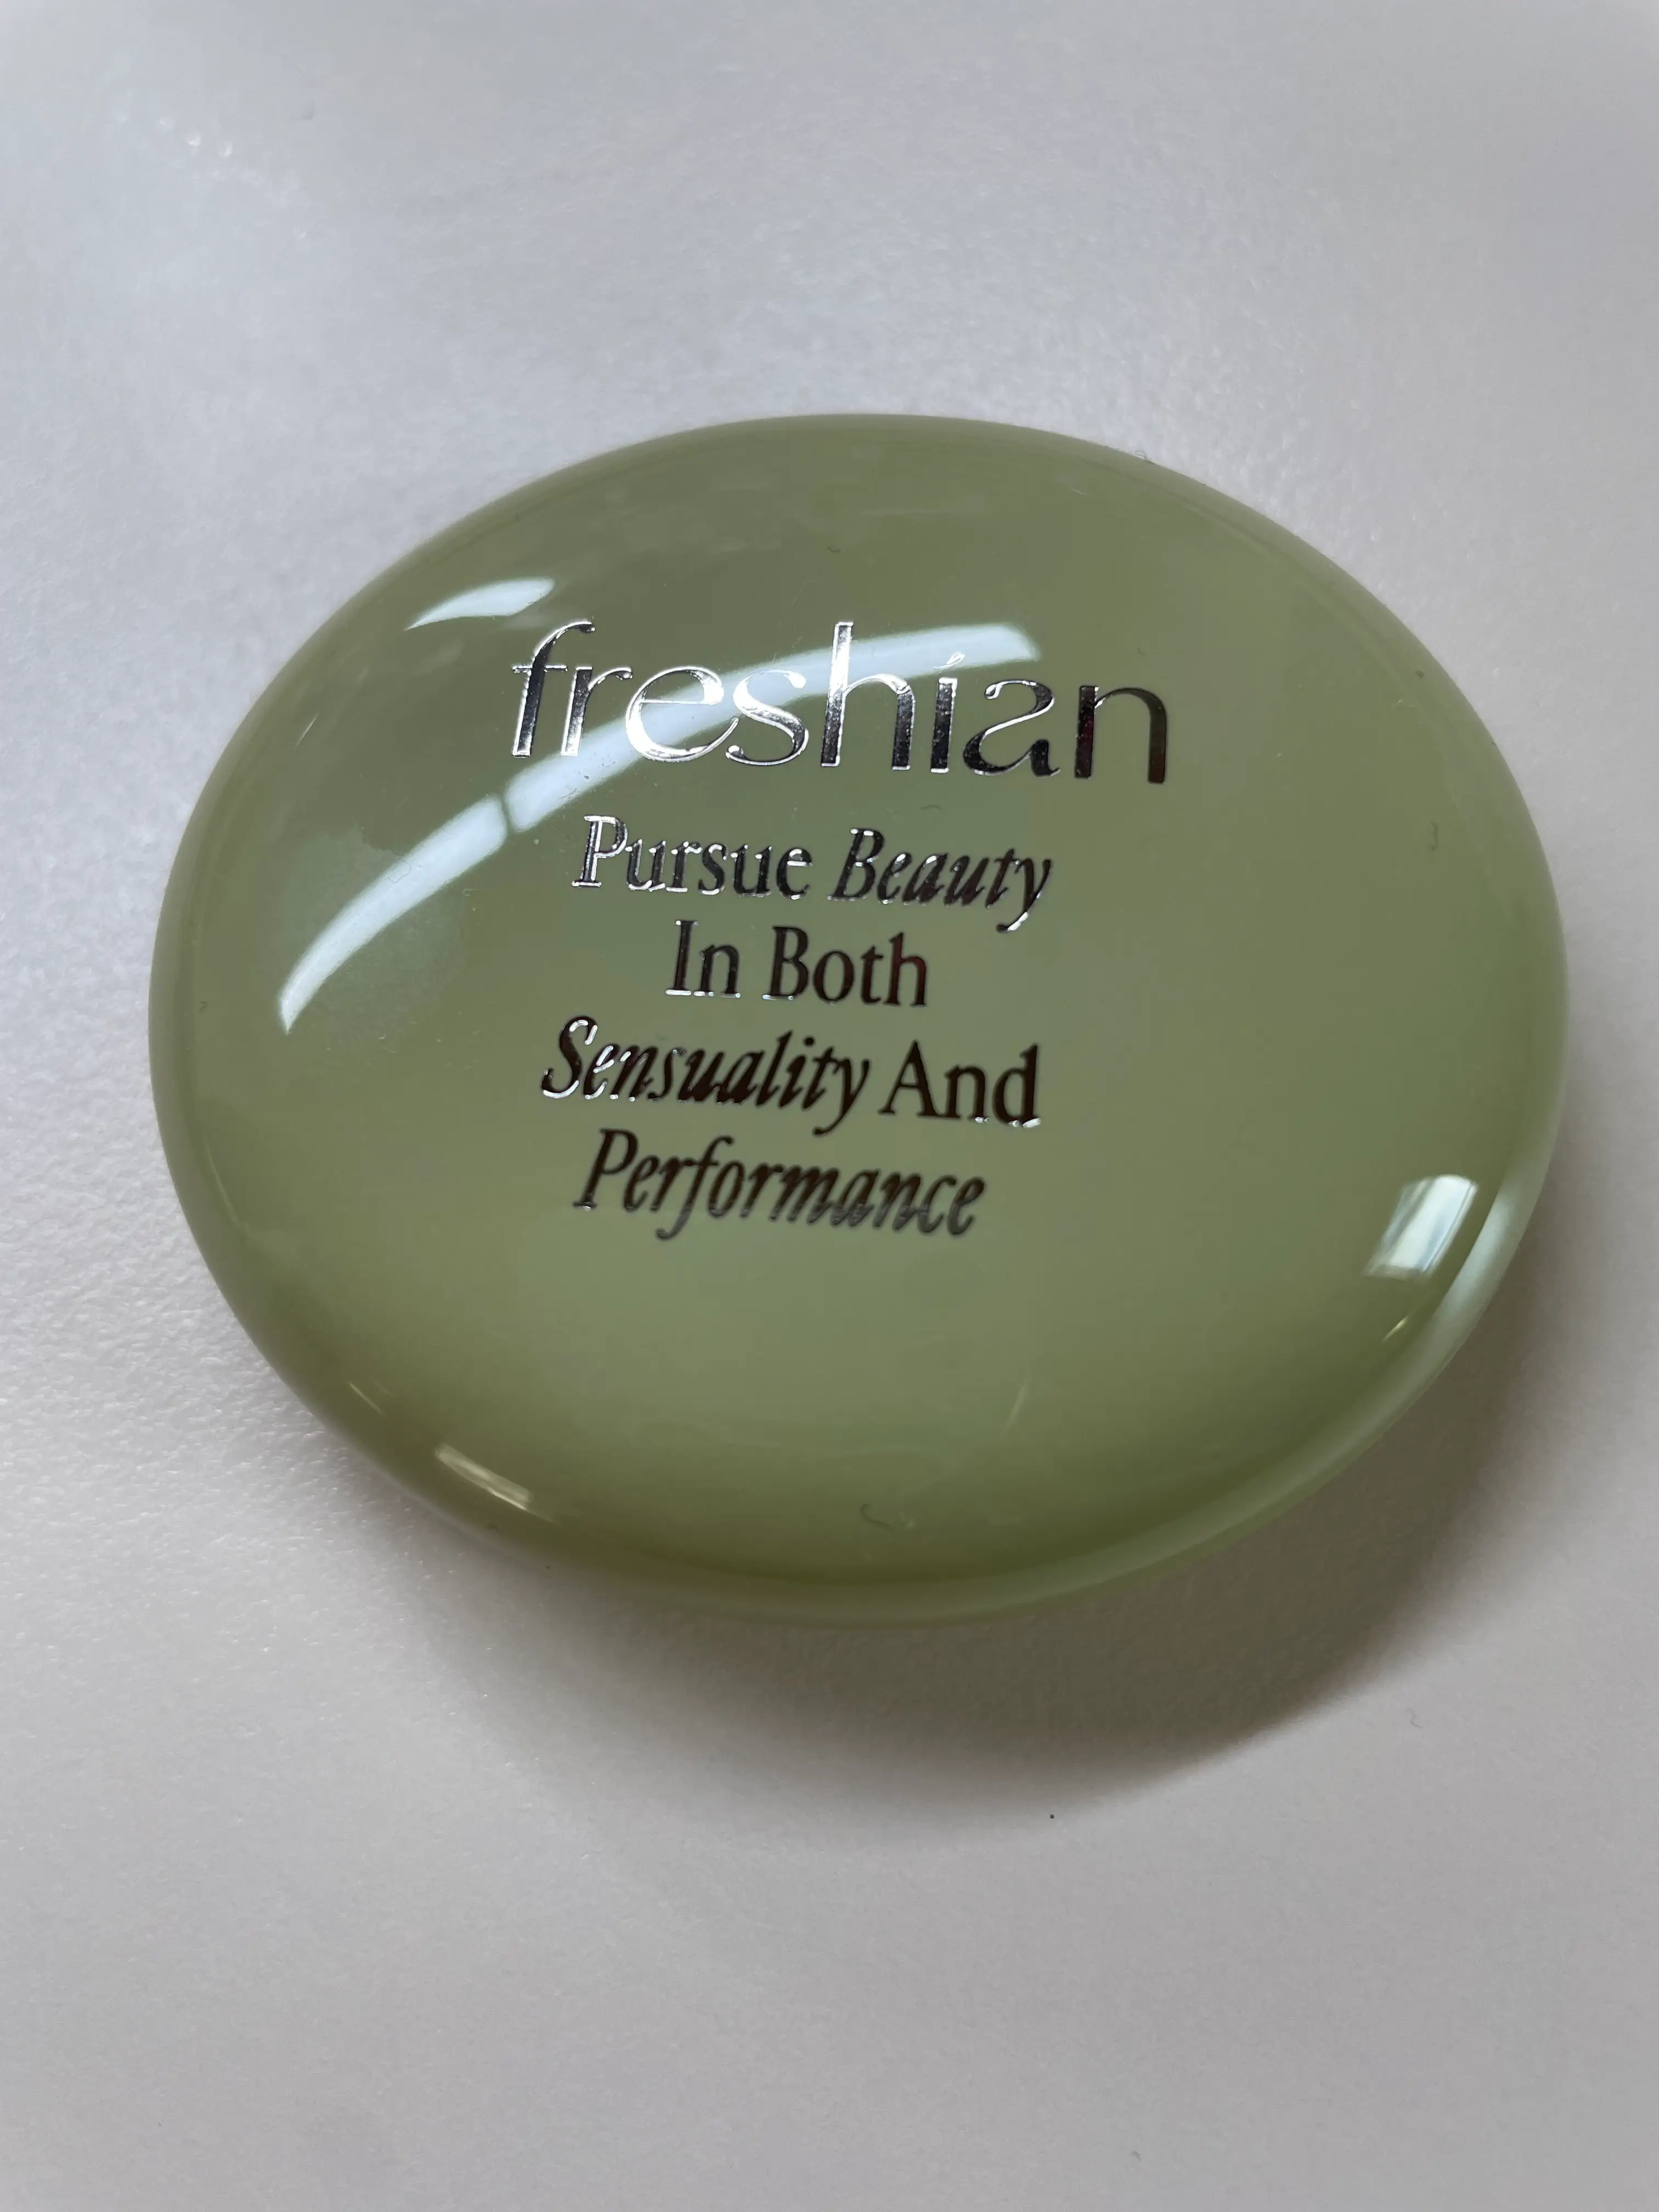 freshian
Pursue Beauty
In Both
Sensuality And
Performance